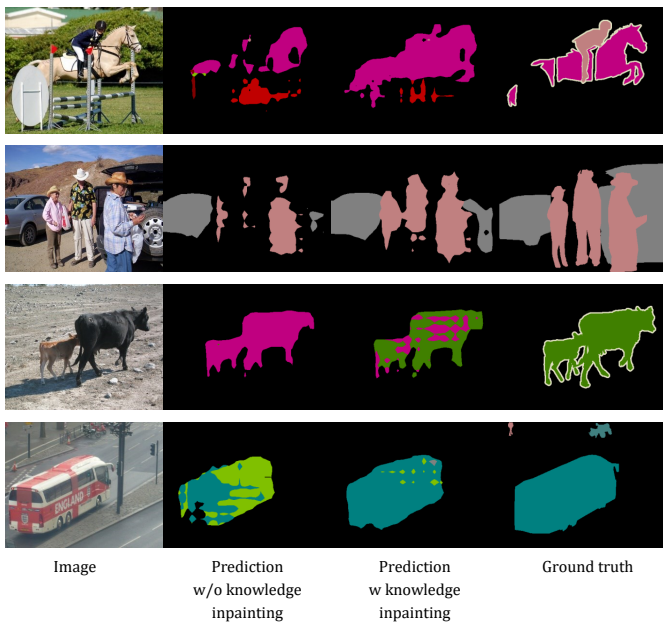 ENGLAND
Image
Prediction
w/o knowledge
inpainting
Prediction
w knowledge
inpainting
Ground truth